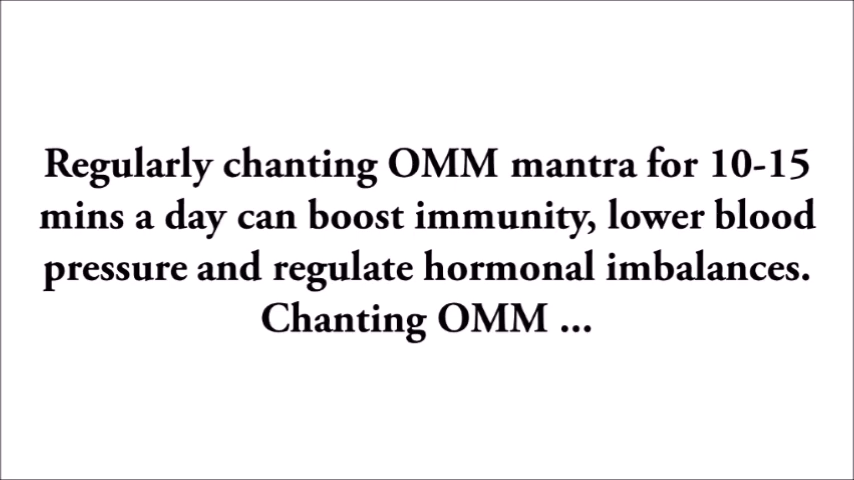 Regularly chanting OMM mantra for 10-15
mins a day can boost immunity, lower blood
pressure and regulate hormonal imbalances.
Chanting OMM ...